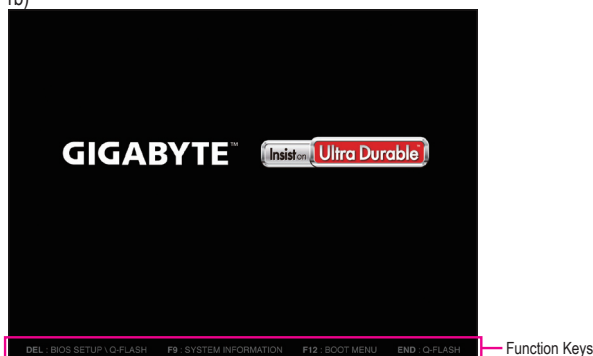 1b)
GIGABYTE™
Insist on Ultra Durable™
DEL : BIOS SETUP \ Q-FLASH F9 : SYSTEM INFORMATION F12 : BOOT MENU END : Q-FLASH
Function Keys